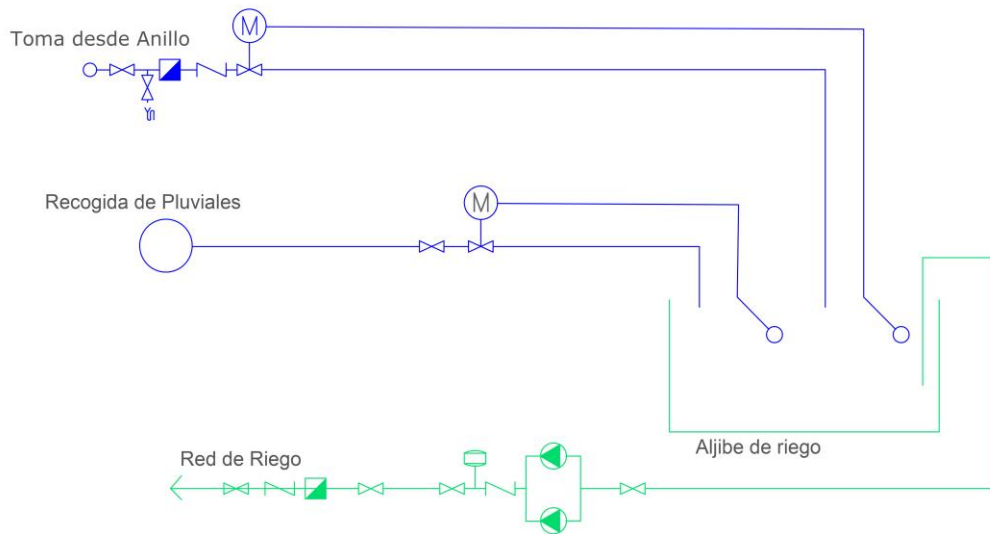 Toma desde Anillo
M
Recogida de Pluviales
M
Aljibe de riego
Red de Riego